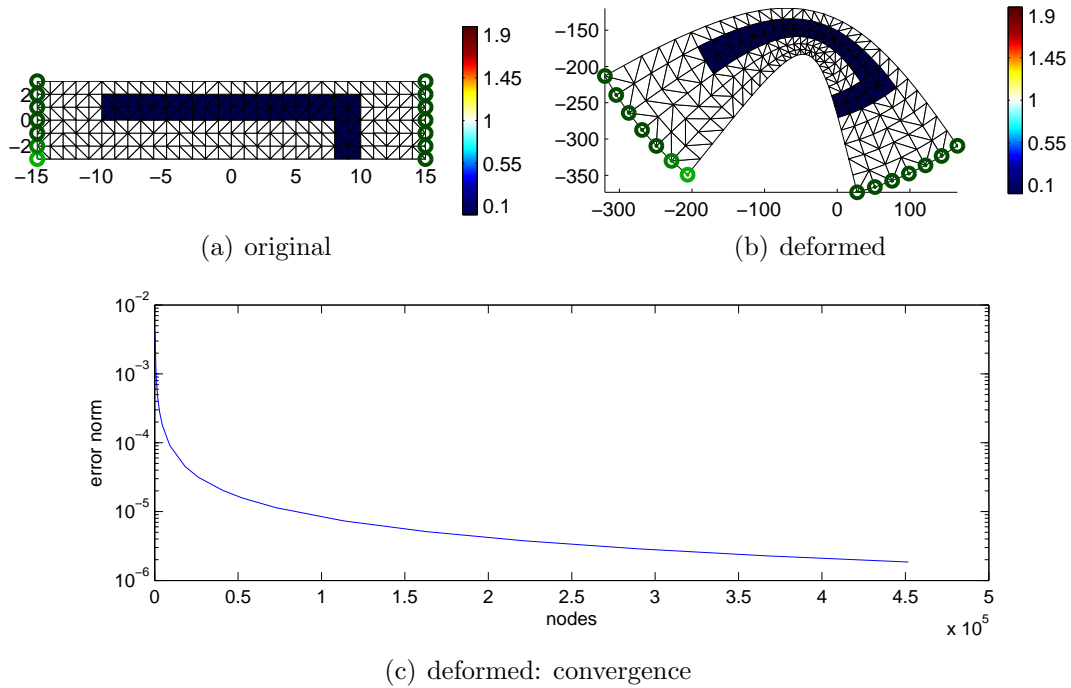 1.9
1.45
1
0.55
0.1
2
0
−2
−15 −10 −5 0 5 10 15
(a) original
−150
−200
−250
−300
−350
−300 −200 −100 0 100
1.9
1.45
1
0.55
0.1
(b) deformed
10−2
10−3
10−4
10−5
10−6
error norm
0 0.5 1 1.5 2 2.5 3 3.5 4 4.5 5
nodes
x 10^5
(c) deformed: convergence